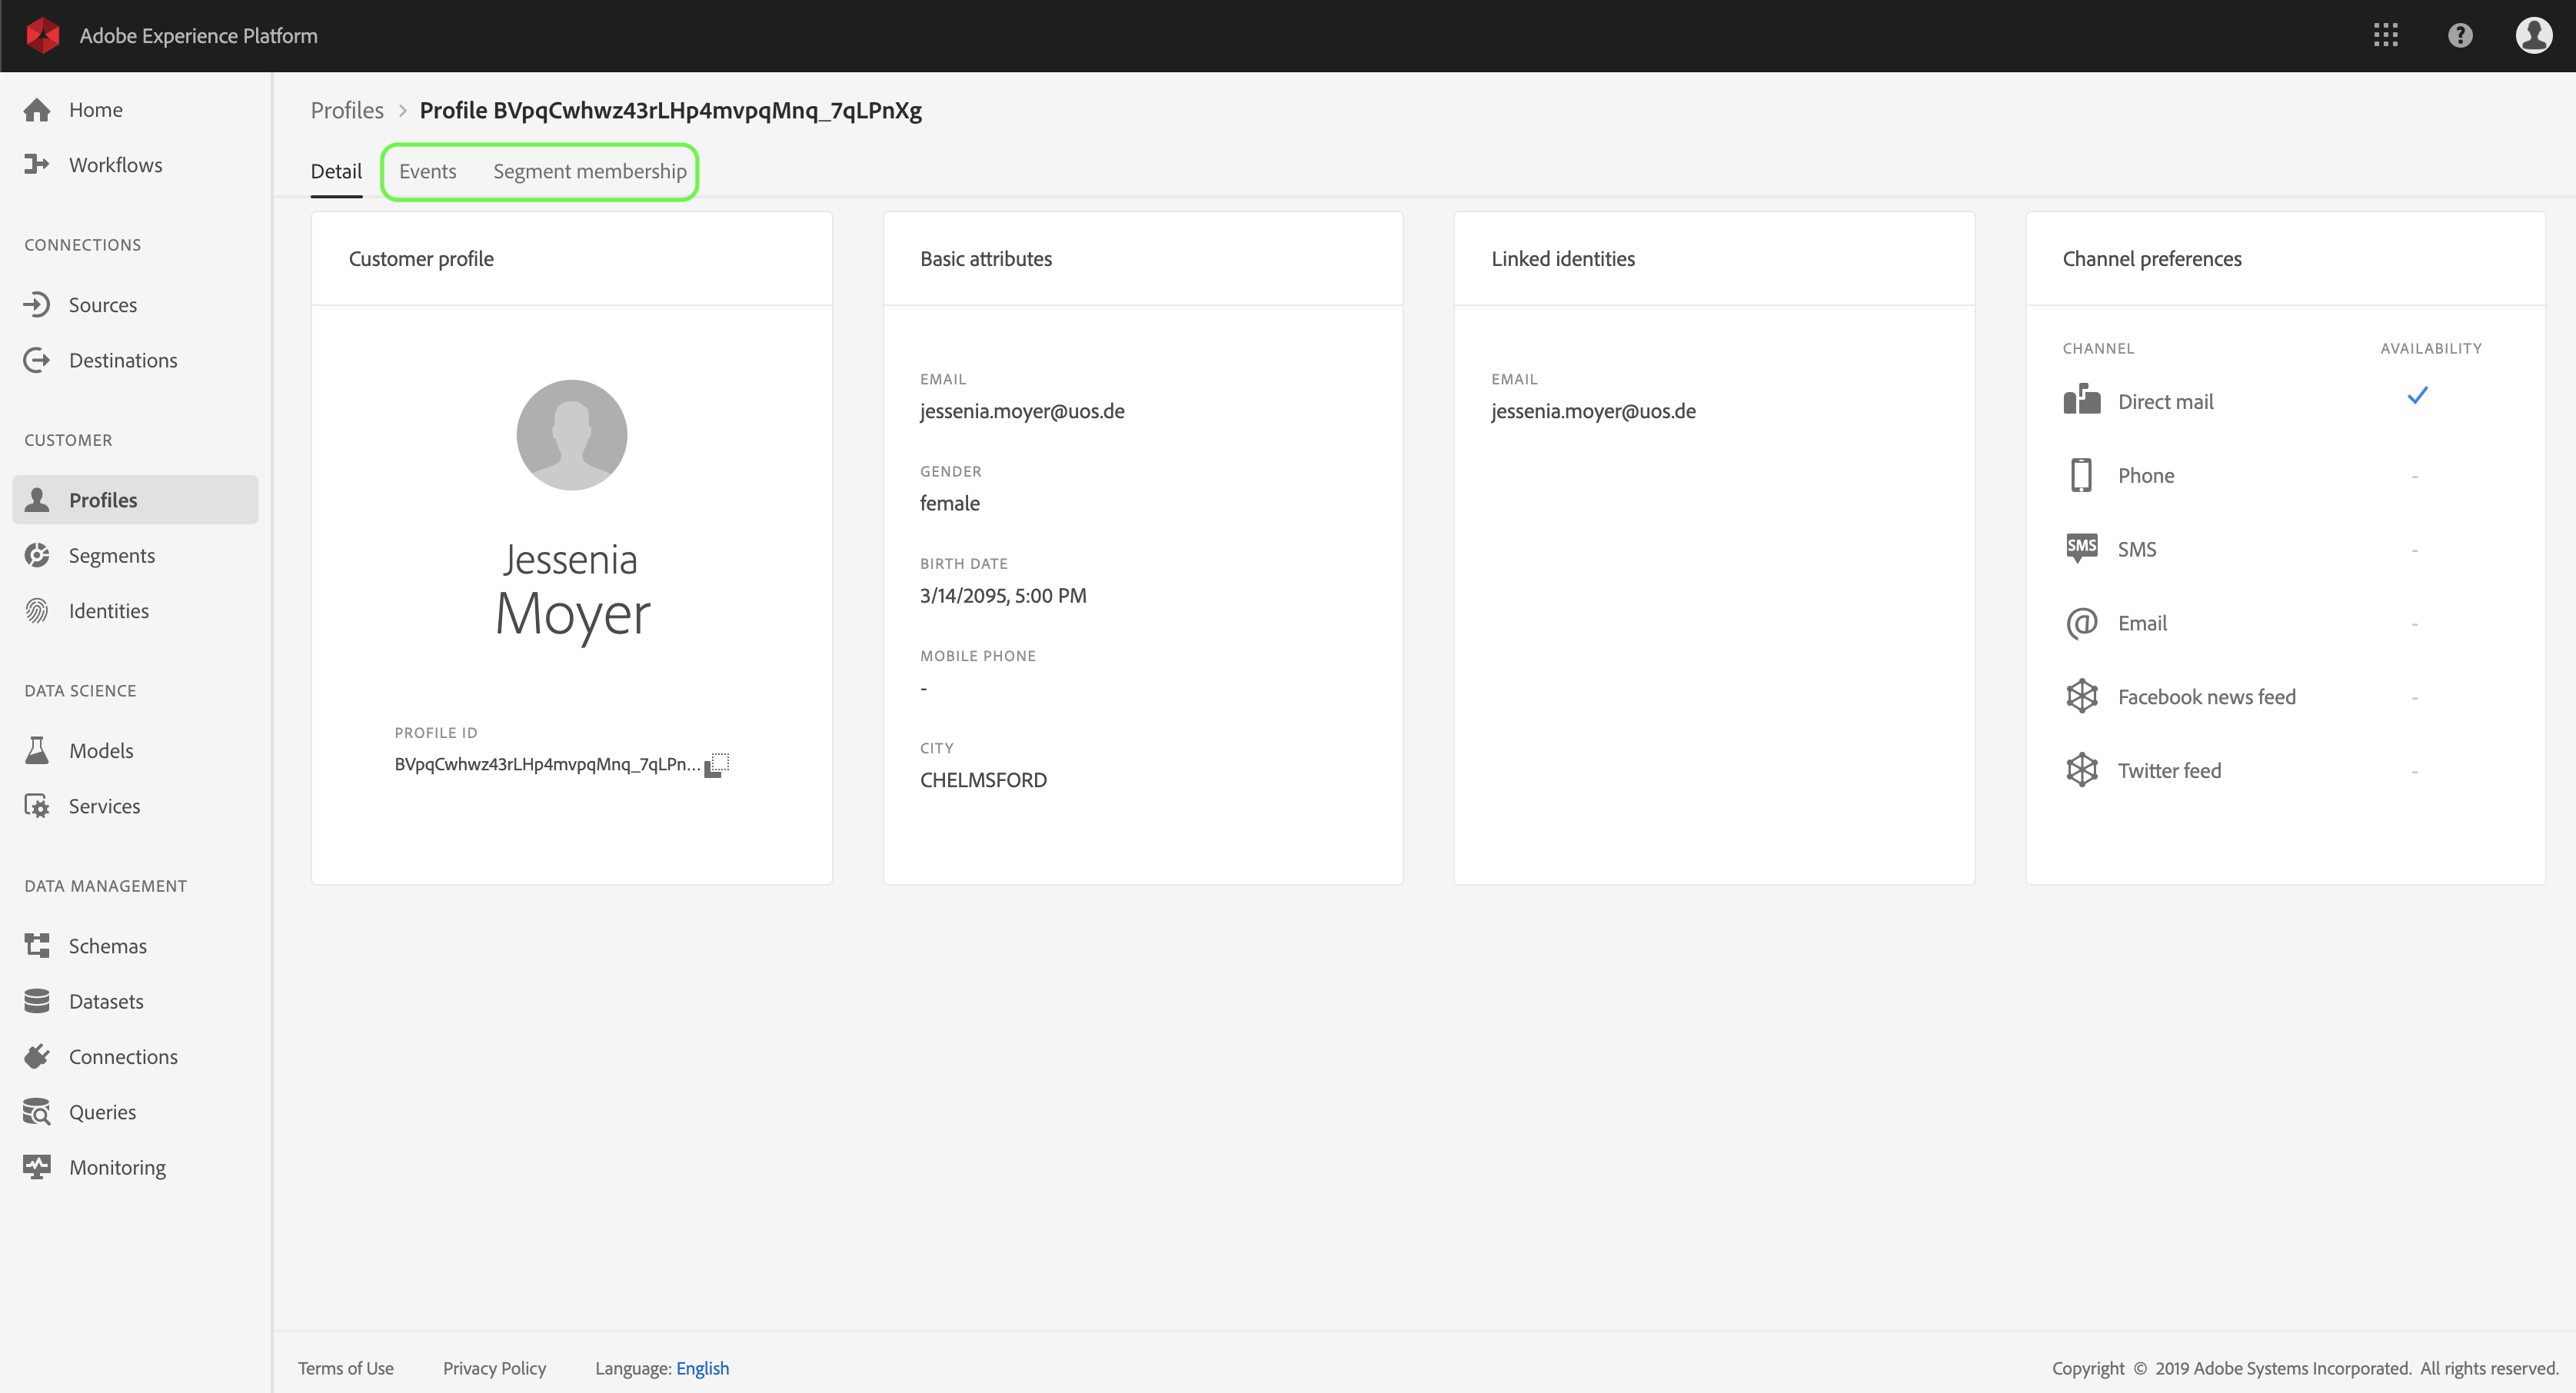 Adobe Experience Platform
?
Home
Workflows
CONNECTIONS
Sources
Destinations
CUSTOMER
Profiles
Segments
Identities
DATA SCIENCE
Models
Services
DATA MANAGEMENT
Schemas
Datasets
Connections
Queries
Monitoring
Profiles > Profile BVpqCwhwz43rLHp4mvpqMnq_7qLPnXg
Detail Events Segment membership
Customer profile
Jessenia
Moyer
PROFILE ID
BVpqCwhwz43rLHp4mvpqMnq_7qLPn...
Basic attributes
EMAIL
jessenia.moyer@uos.de
GENDER
female
BIRTH DATE
3/14/2095, 5:00 PM
MOBILE PHONE
-
CITY
CHELMSFORD
Linked identities
EMAIL
jessenia.moyer@uos.de
Channel preferences
CHANNEL AVAILABILITY
Direct mail
Phone -
SMS SMS -
@ Email -
Facebook news feed -
Twitter feed -
Terms of Use Privacy Policy Language: English Copyright © 2019 Adobe Systems Incorporated. All rights reserved.